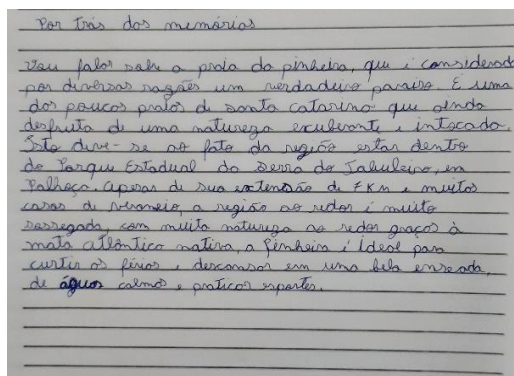 Por trás das memórias
Vou falar sobre a praia da pinheira, que é considerada
por diversas razões um verdadeiro paraíso. É uma
das poucas praias de santa catarina que ainda
desfruta de uma natureza exuberante e intocada.
Isto deve-se ao fato da região estar dentro
do Parque Estadual da Serra do Tabuleiro, em
Palhoça. Apesar de sua extensão de 7 Km e muitas
casas de veraneio, a região ao redor é muito
sossegada, com muita natureza ao redor graças à
mata atlântica nativa, a Pinheira é ideal para
curtir as férias e descansar em uma bela enseada,
de águas calmas e praticar esportes.